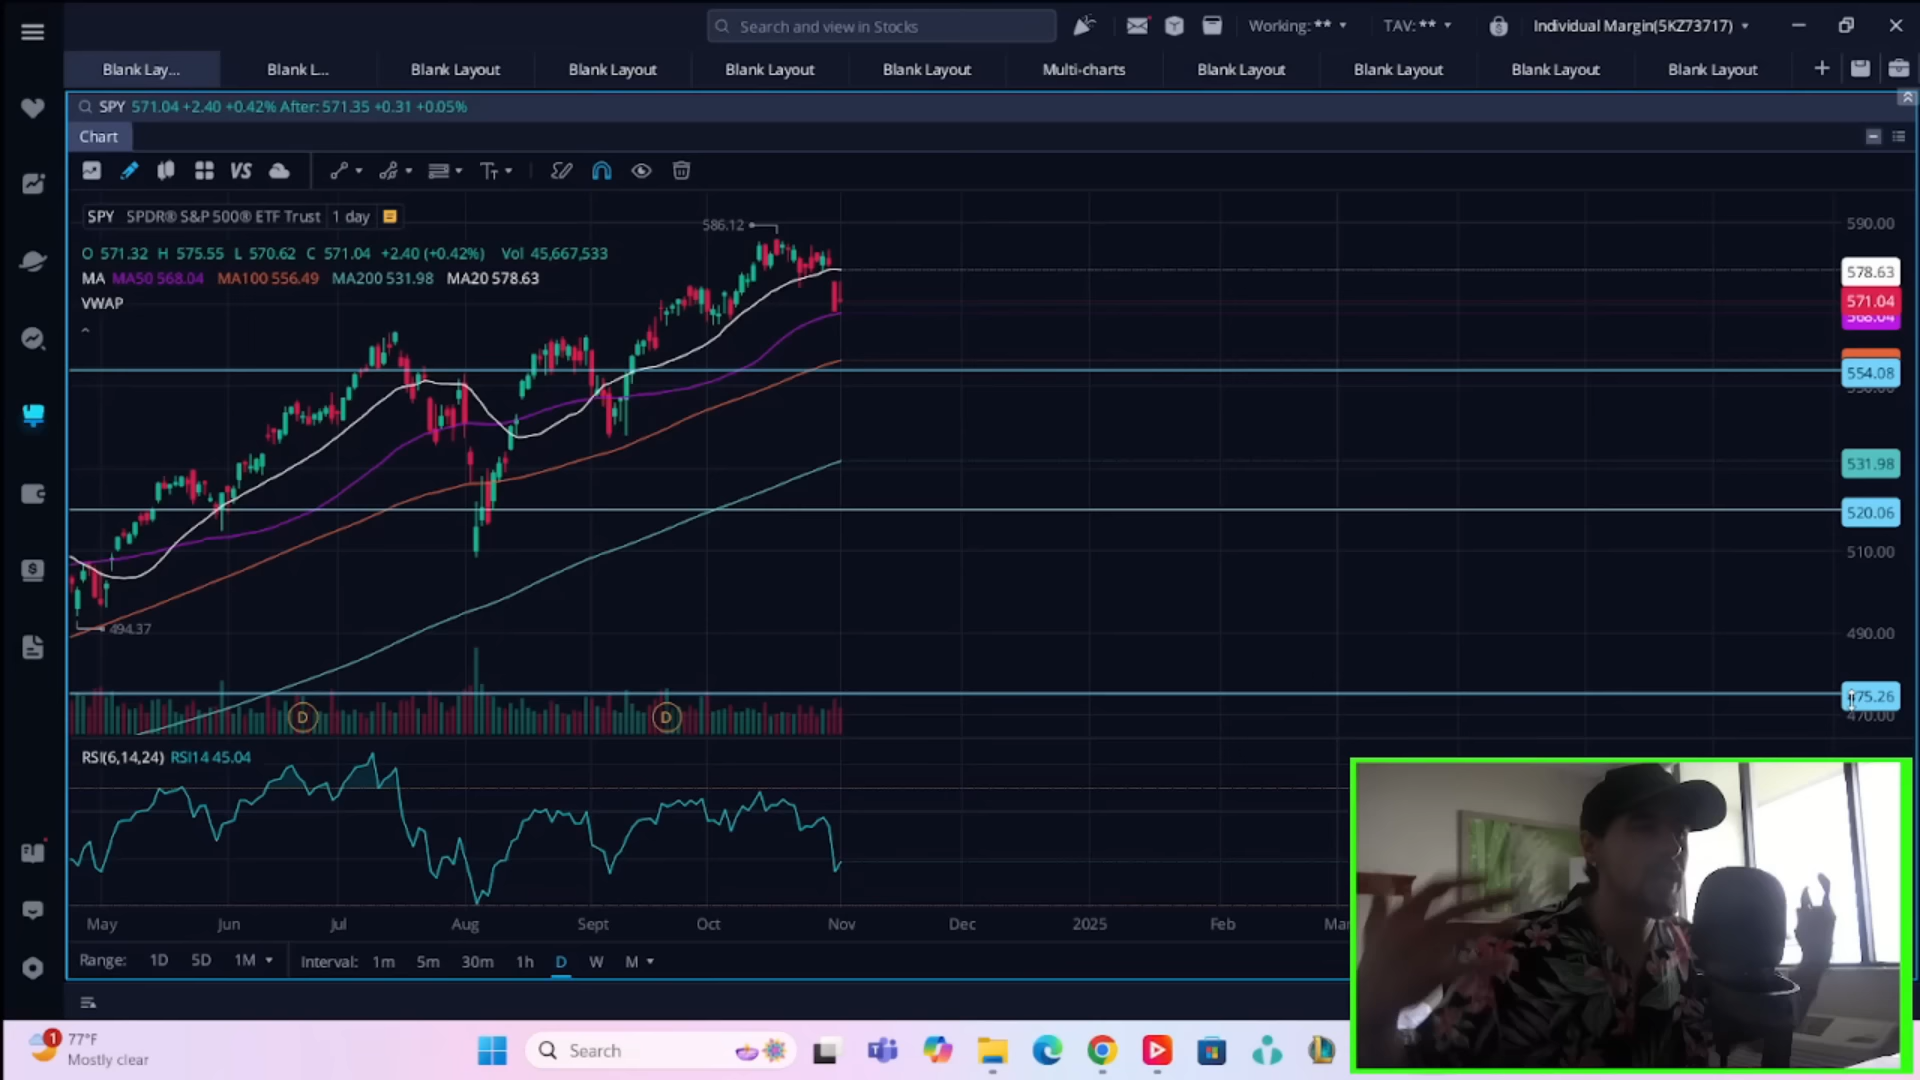 Search and view in Stocks
Working: **
TAV: **
Individual Margin(5KZ73717)
Blank Lay...
Blank L...
Blank Layout
Blank Layout
Blank Layout
Blank Layout
Multi-charts
Blank Layout
Blank Layout
Blank Layout
Blank Layout
SPY 571.04 +2.40 +0.42% After: 571.35 +0.31 +0.05%
Chart
VS
SPY SPDR® S&P 500® ETF Trust 1 day
586.12
590.00
O 571.32 H 575.55 L 570.62 C 571.04 +2.40 (+0.42%) Vol 45,667,533
MA MA50 568.04 MA100 556.49 MA200 531.98 MA20 578.63
578.63
VWAP
571.04
568.04
554.08
531.98
520.06
510.00
494.37
490.00
475.26
470.00
D
D
RSI(6,14,24) RSI14 45.04
May
Jun
Jul
Aug
Sept
Oct
Nov
Dec
2025
Feb
Range:
1D
5D
1M
Interval:
1m
5m
30m
1h
D
W
M
1
77°F
Mostly clear
Search